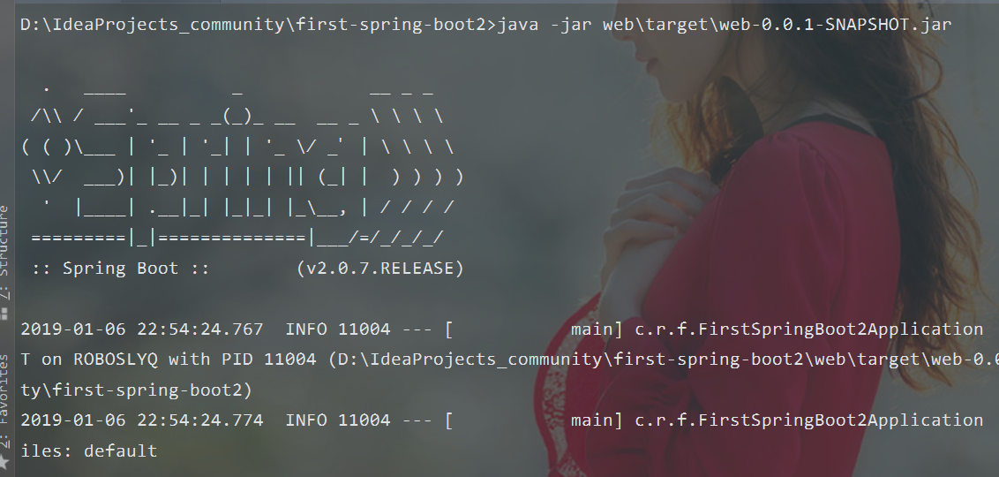 D:\IdeaProjects_community\first-spring-boot2>java -jar web\target\web-0.0.1-SNAPSHOT.jar
  .   ____          _            __ _ _
 /\\ / ___'_ __ _ _(_)_ __  __ _ \ \ \ \
( ( )\___ | '_ | '_| | '_ \/ _` | \ \ \ \
 \\/  ___)| |_)| | | | | || (_| |  ) ) ) )
  '  |____| .__|_| |_|_| |_\__, | / / / /
 =========|_|==============|___/=/_/_/_/
 :: Spring Boot ::        (v2.0.7.RELEASE)
2019-01-06 22:54:24.767  INFO 11004 --- [           main] c.r.f.FirstSpringBoot2Application
T on ROBOSLYQ with PID 11004 (D:\IdeaProjects_community\first-spring-boot2\web\target\web-0.0
ty\first-spring-boot2)
2019-01-06 22:54:24.774  INFO 11004 --- [           main] c.r.f.FirstSpringBoot2Application
iles: default
7: Structure
2: Favorites